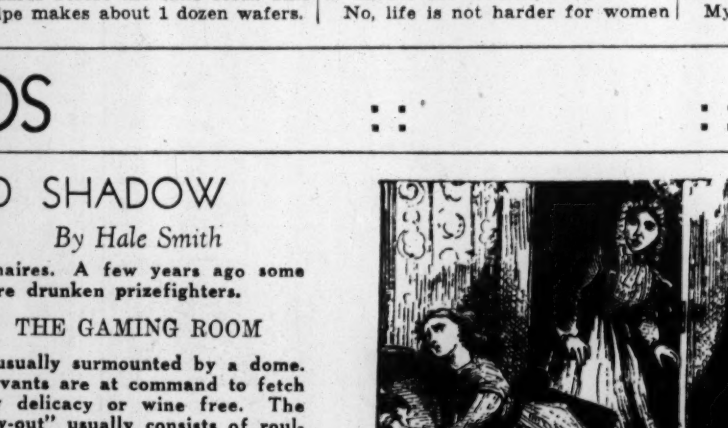 ipe makes about 1 dozen wafers.
No, life is not harder for women
My
OS
SHADOW
By Hale Smith
naires. A few years ago some
re drunken prizefighters.
THE GAMING ROOM
usually surmounted by a dome.
vants are at command to fetch
delicacy or wine free. The
y-out" usually consists of roul-